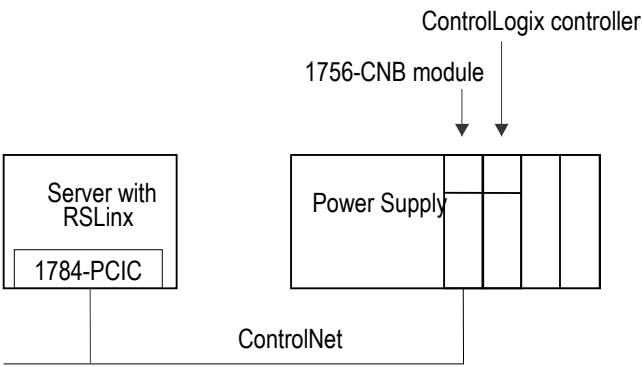 ControlLogix controller
1756-CNB module
Server with
RSLinx
Power Supply
1784-PCIC
ControlNet